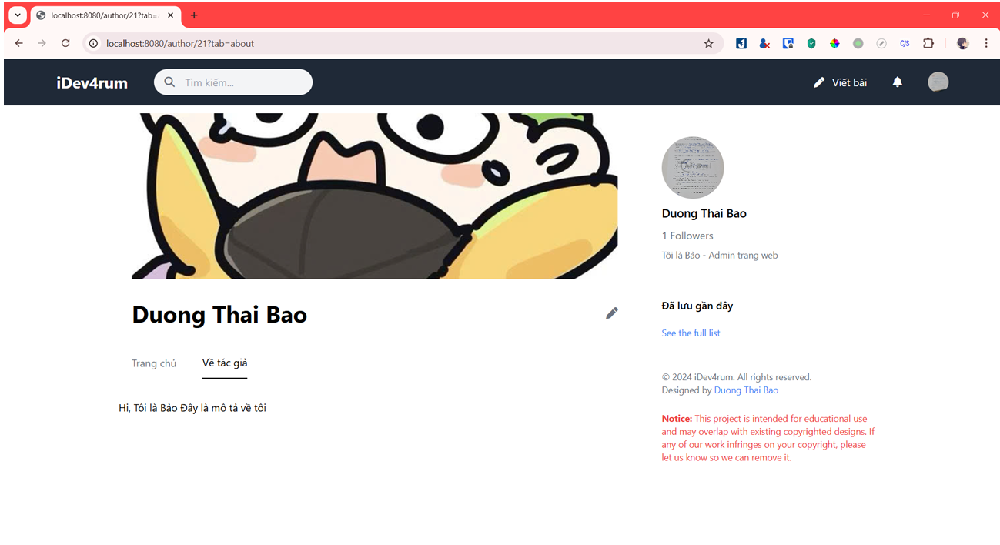 localhost:8080/author/21?tab=
localhost:8080/author/21?tab=about
iDev4rum
Tìm kiếm...
Viết bài
Duong Thai Bao
1 Followers
Tôi là Bảo - Admin trang web
Duong Thai Bao
Trang chủ
Về tác giả
Hi, Tôi là Bảo Đây là mô tả về tôi
Đã lưu gần đây
See the full list
© 2024 iDev4rum. All rights reserved.
Designed by Duong Thai Bao
Notice: This project is intended for educational use
and may overlap with existing copyrighted designs. If
any of our work infringes on your copyright, please
let us know so we can remove it.